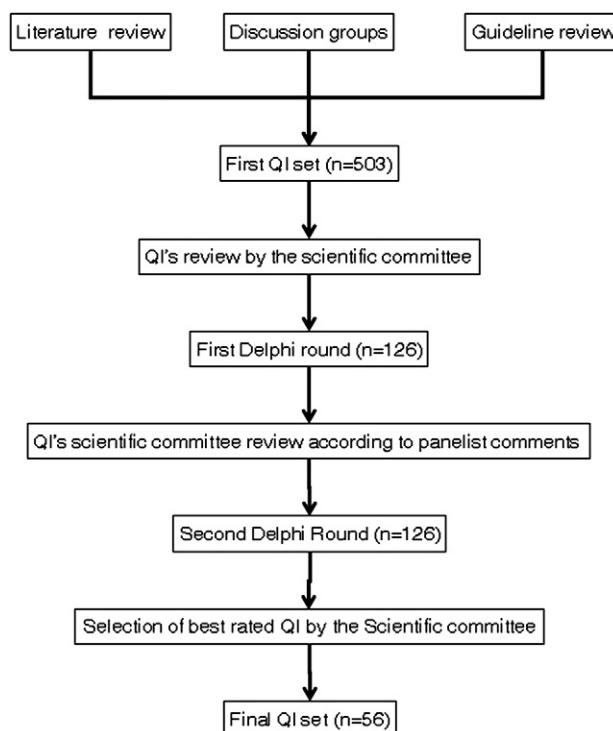 Literature review
Discussion groups
Guideline review
First QI set (n=503)
QI's review by the scientific committee
First Delphi round (n=126)
QI's scientific committee review according to panelist comments
Second Delphi Round (n=126)
Selection of best rated QI by the Scientific committee
Final QI set (n=56)